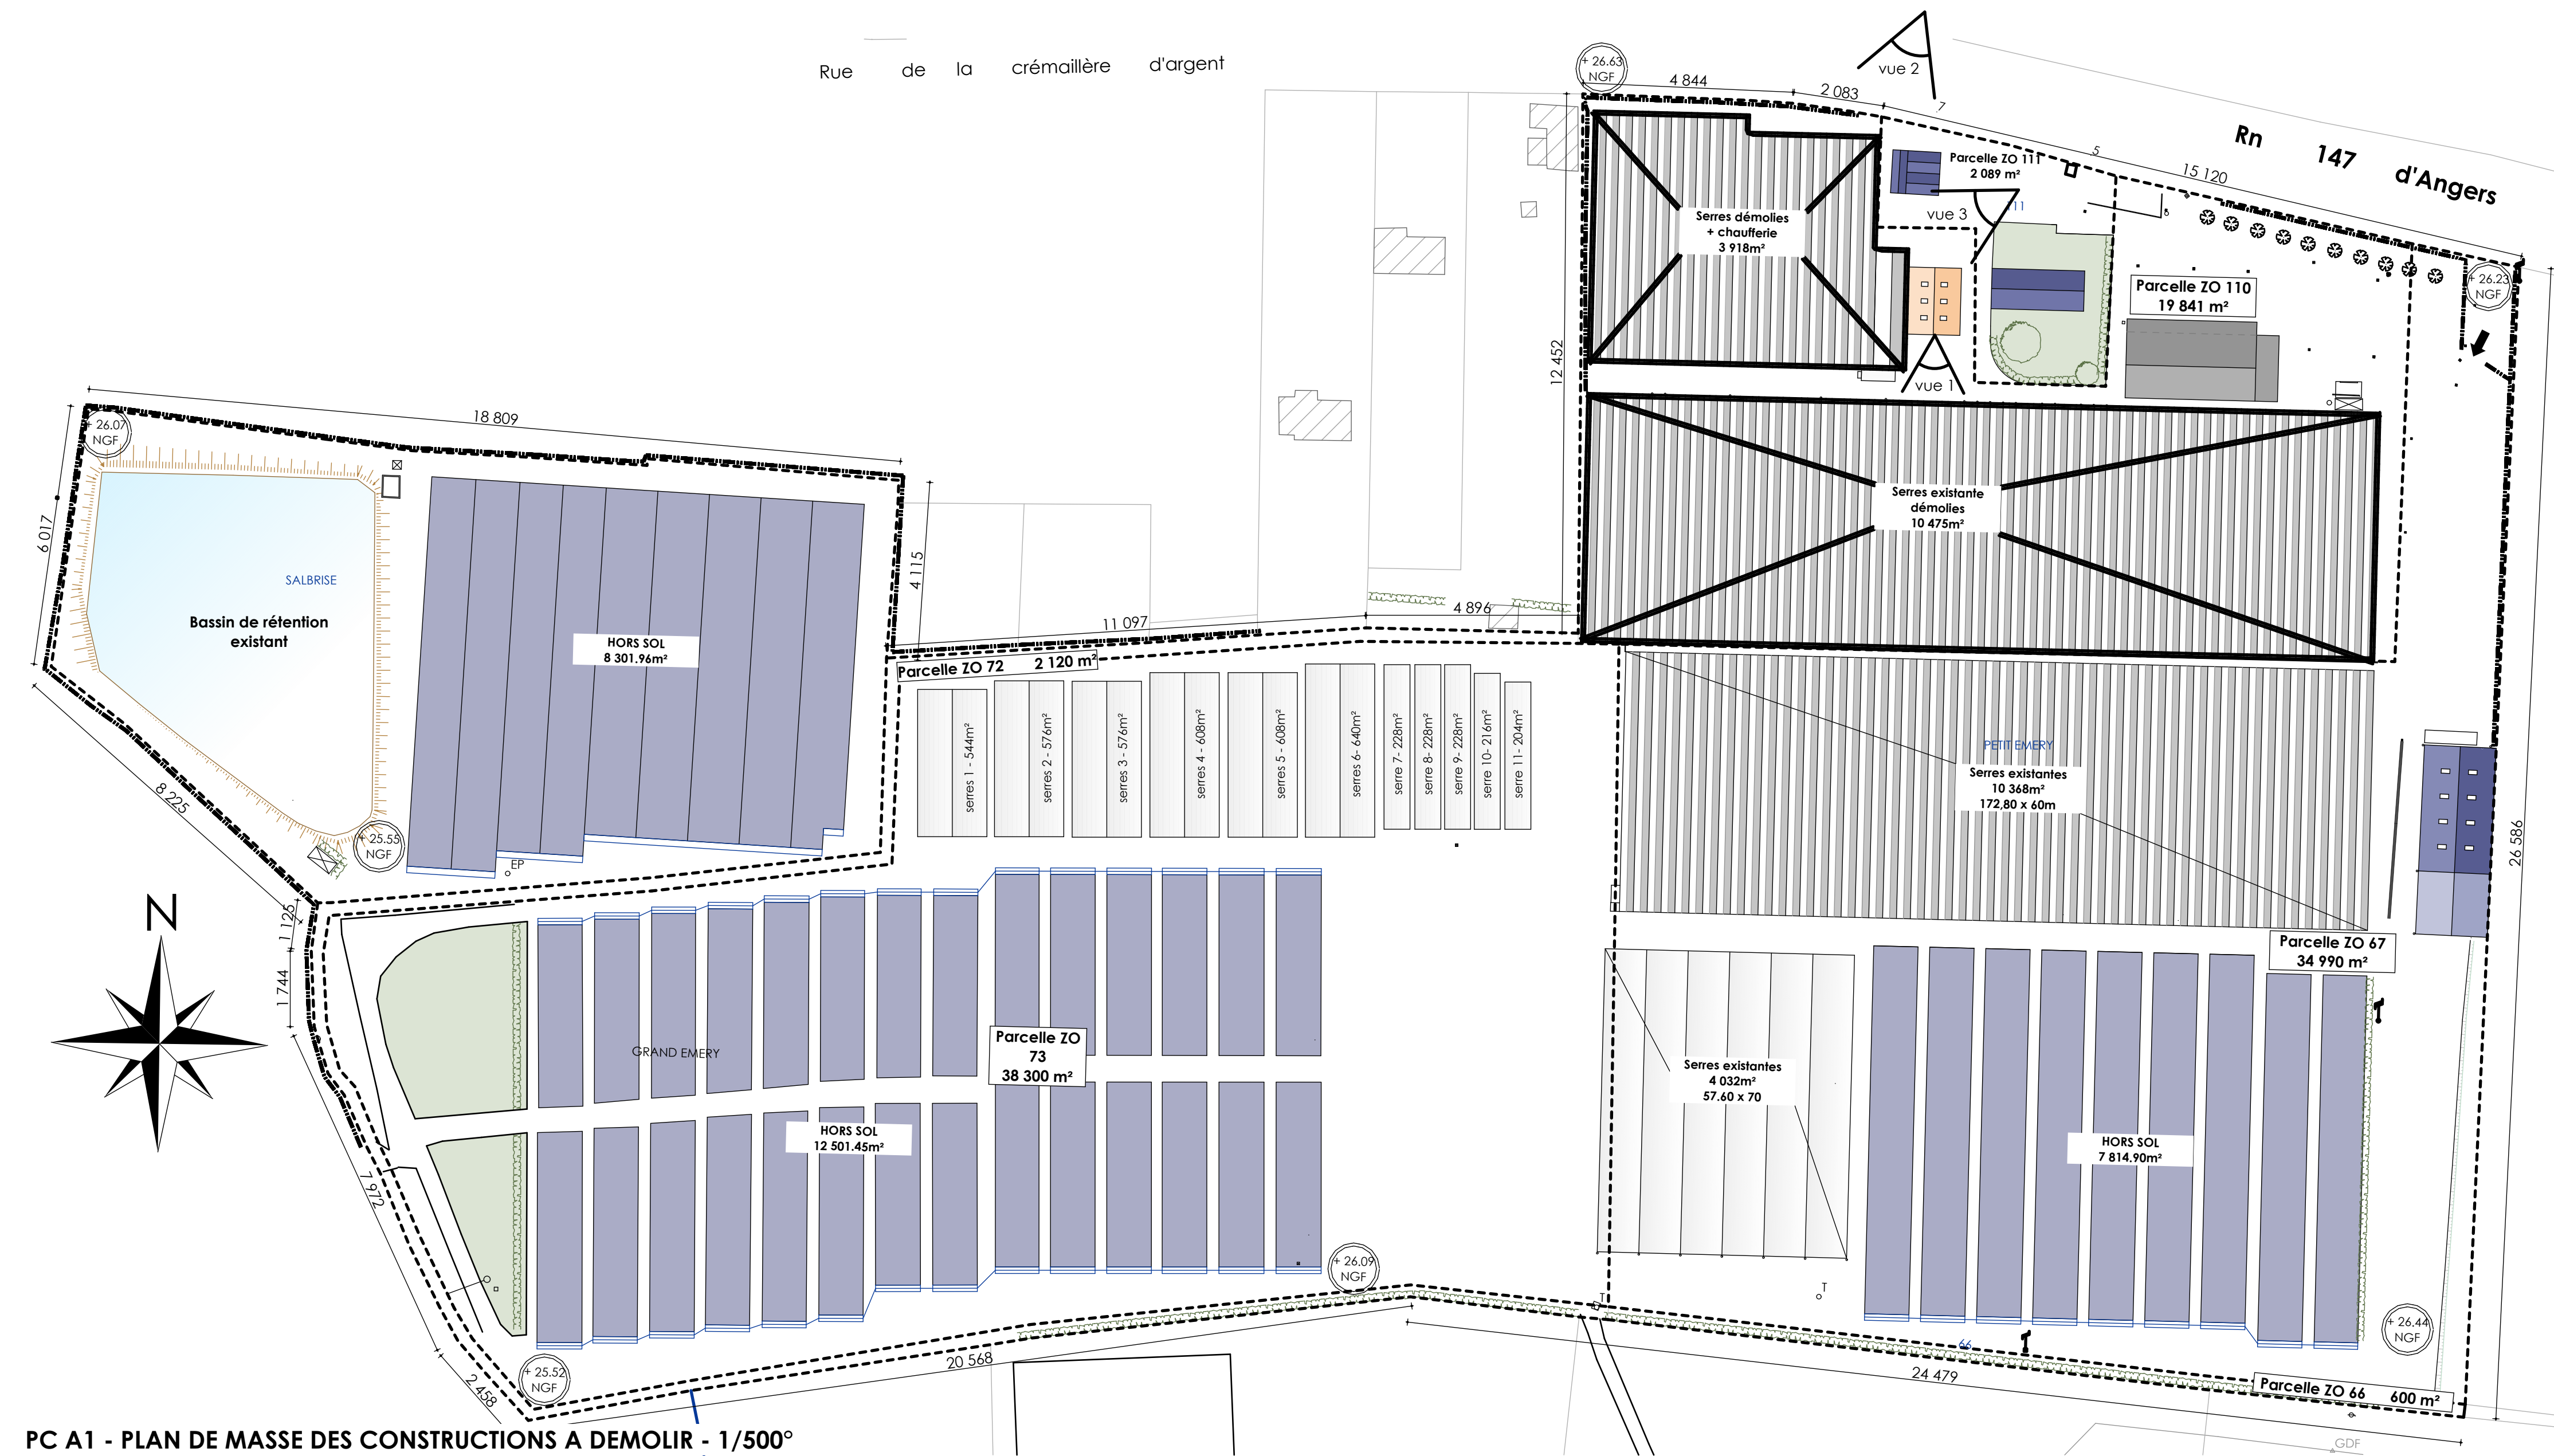 Rue de la crémaillère d'argent
+ 26.63
NGF
4 844
2 083
vue 2
7
5
15 120
Rn 147 d'Angers
Parcelle ZO 111
2 089 m²
111
vue 3
Serres démolies
+ chaufferie
3 918m²
Parcelle ZO 110
19 841 m²
+ 26.23
NGF
vue 1
12 452
18 809
+ 26.07
NGF
6 017
SALBRISE
Bassin de rétention
existant
HORS SOL
8 301.96m²
4 115
11 097
4 896
Serres existante
démolies
10 475m²
Parcelle ZO 72 2 120 m²
serres 1 - 544m²
serres 2 - 576m²
serres 3 - 576m²
serres 4 - 608m²
serres 5 - 608m²
serres 6- 640m²
serre 7- 228m²
serre 8- 228m²
serre 9- 228m²
serre 10- 216m²
serre 11- 204m²
PETIT EMERY
Serres existantes
10 368m²
172,80 x 60m
26 586
8 225
+ 25.55
NGF
EP
N
1 125
1 744
Parcelle ZO 67
34 990 m²
GRAND EMERY
Parcelle ZO
73
38 300 m²
Serres existantes
4 032m²
57.60 x 70
HORS SOL
12 501.45m²
HORS SOL
7 814.90m²
7 972
+ 26.09
NGF
T
T
+ 26.44
NGF
66
20 568
24 479
+ 25.52
NGF
2 458
Parcelle ZO 66 600 m²
GDF
PC A1 - PLAN DE MASSE DES CONSTRUCTIONS A DEMOLIR - 1/500°